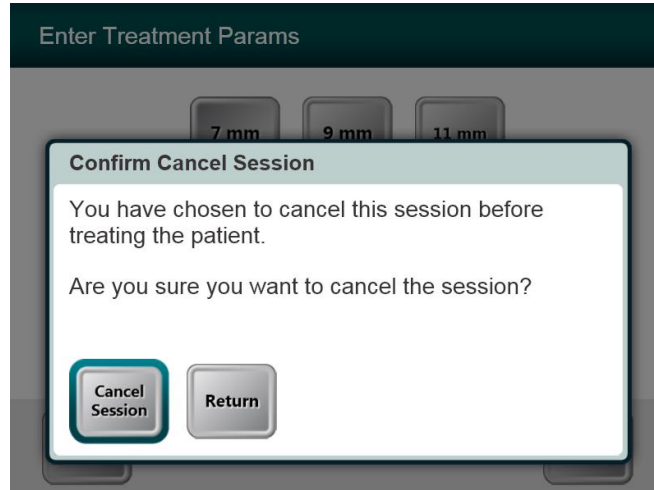 Enter Treatment Params
7 mm
9 mm
11 mm
Confirm Cancel Session
You have chosen to cancel this session before
treating the patient.
Are you sure you want to cancel the session?
Cancel
Session
Return